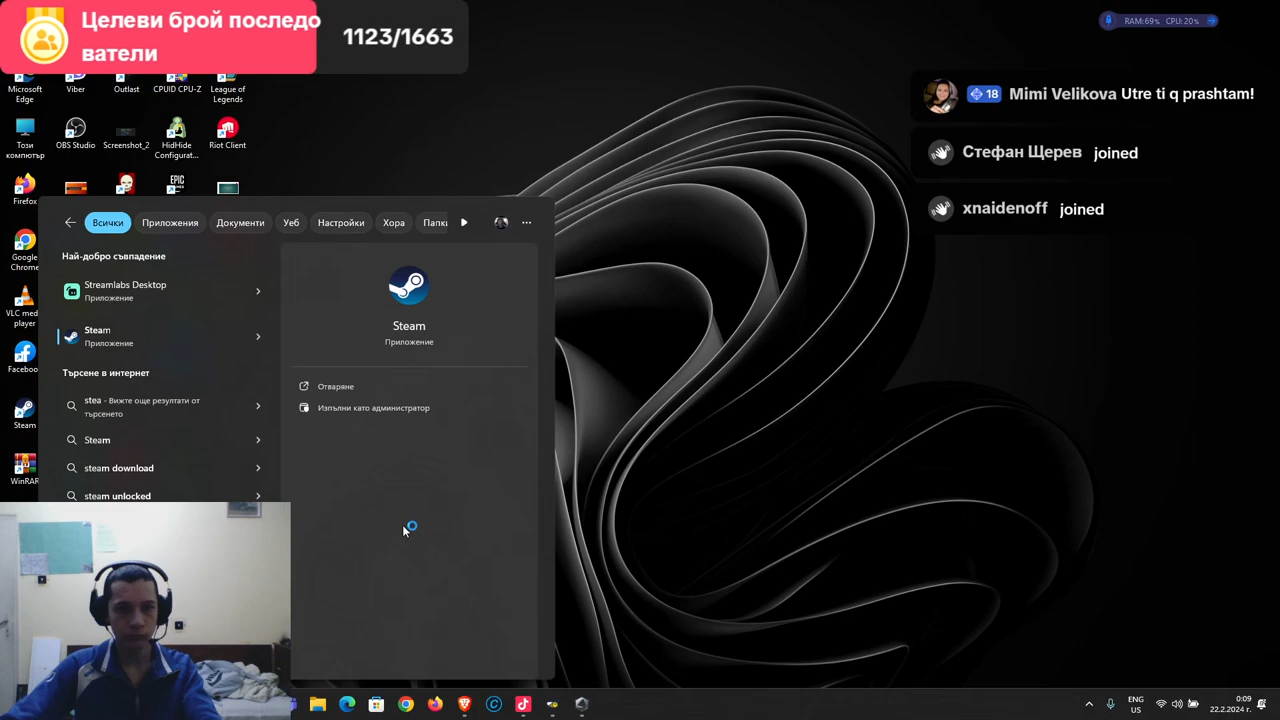 Целеви брой последо
ватели
1123/1663
RAM:69% CPU:20%
18 Mimi Velikova Utre ti q prashtam!
Стефан Щерев joined
xnaidenoff joined
Microsoft
Edge
Viber
Outlast
CPUID CPU-Z
League of
Legends
Този
компютър
OBS Studio
Screenshot_2
HidHide
Configurat...
Riot Client
Firefox
EPIC
GAMES
Google
Chrome
VLC med
player
Faceboo
Steam
WinRAR
Всички
Приложения
Документи
Уеб
Настройки
Хора
Папки
Най-добро съвпадение
Streamlabs Desktop
Приложение
Steam
Приложение
Търсене в интернет
stea - Вижте още резултати от
търсенето
Steam
steam download
steam unlocked
Steam
Приложение
Отваряне
Изпълни като администратор
ENG
US
0:09
22.2.2024 г.